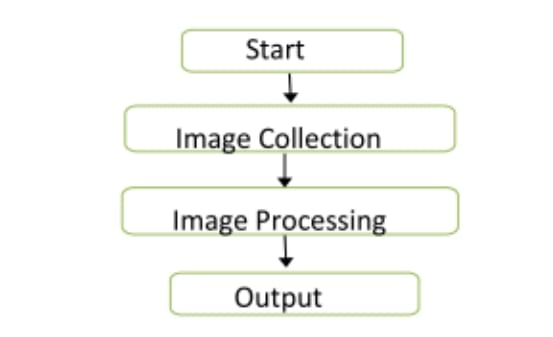 Start
Image Collection
Image Processing
Output